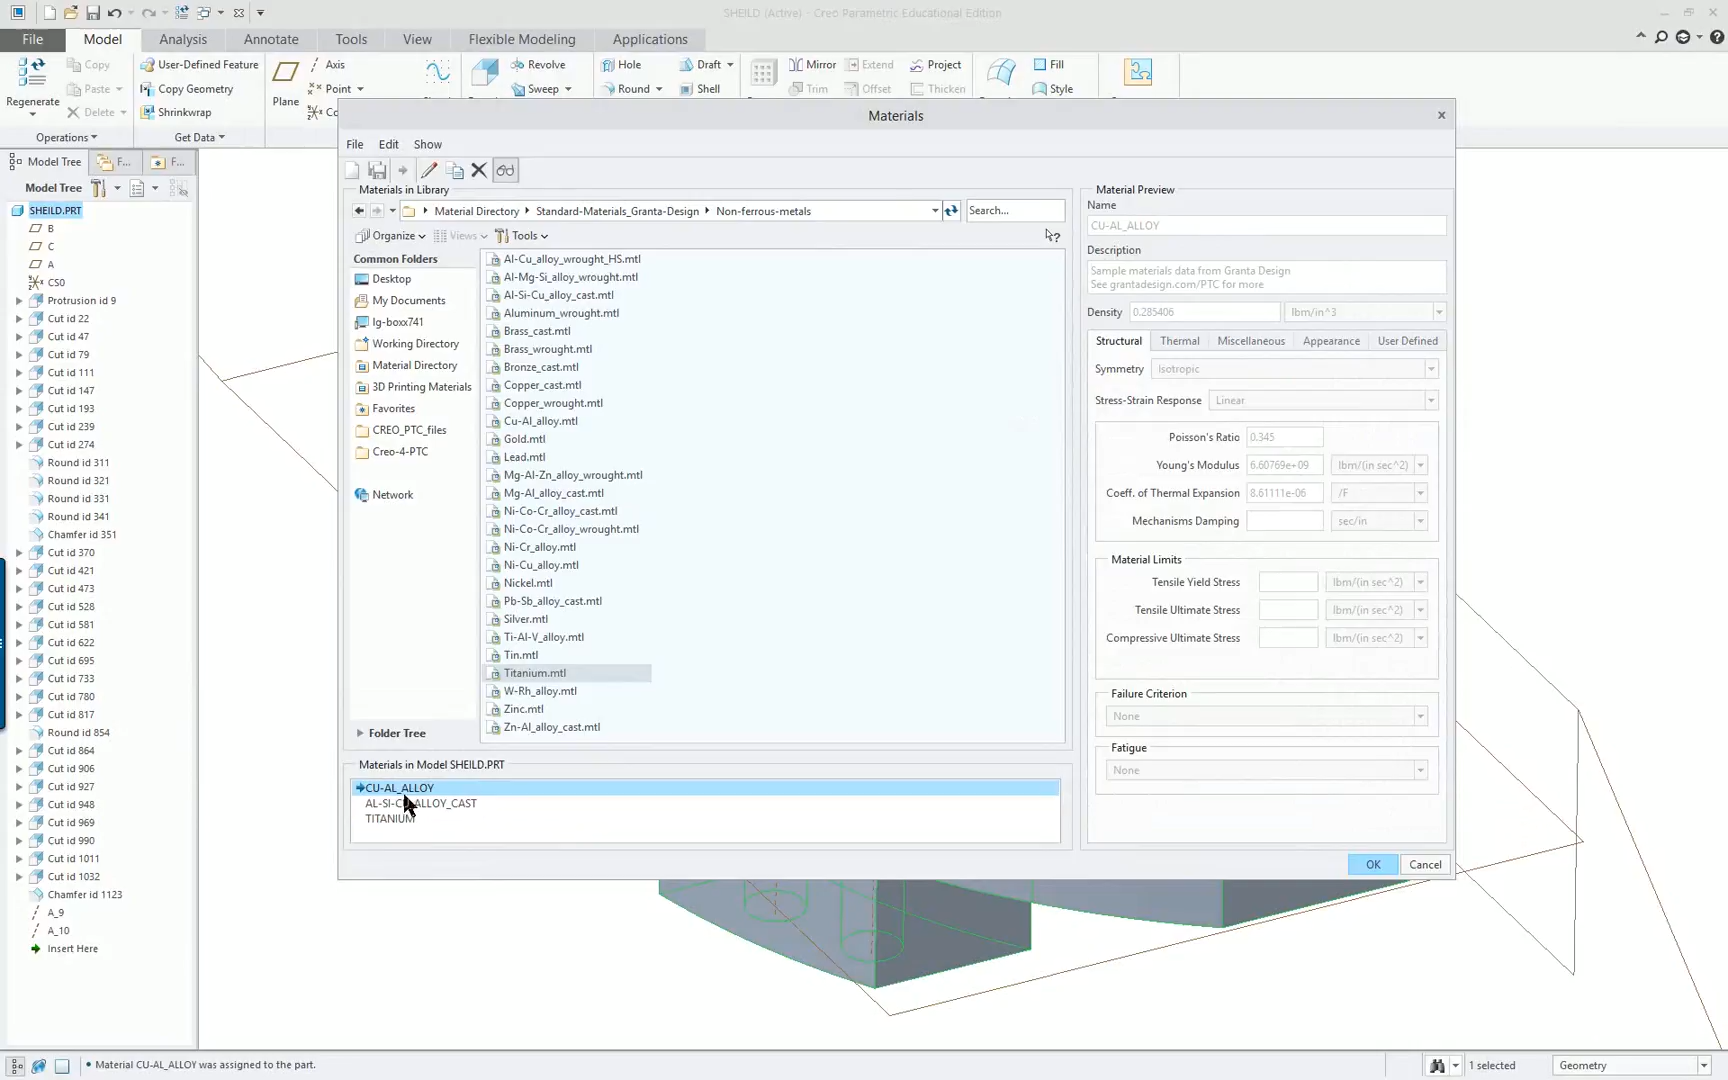 SHEILD (Active) - Creo Parametric Educational Edition
File Model Analysis Annotate Tools View Flexible Modeling Applications
Regenerate
Copy
Paste
Delete
Operations
User-Defined Feature
Copy Geometry
Shrinkwrap
Get Data
Plane
Axis
Point
Revolve
Sweep
Hole
Round
Draft
Shell
Mirror
Trim
Extend
Offset
Project
Thicken
Fill
Style
Model Tree F... F...
Model Tree
SHEILD.PRT
B
C
A
CS0
Protrusion id 9
Cut id 22
Cut id 47
Cut id 79
Cut id 111
Cut id 147
Cut id 193
Cut id 239
Cut id 274
Round id 311
Round id 321
Round id 331
Round id 341
Chamfer id 351
Cut id 370
Cut id 421
Cut id 473
Cut id 528
Cut id 581
Cut id 622
Cut id 695
Cut id 733
Cut id 780
Cut id 817
Round id 854
Cut id 864
Cut id 906
Cut id 927
Cut id 948
Cut id 969
Cut id 990
Cut id 1011
Cut id 1032
Chamfer id 1123
A_9
A_10
Insert Here
Materials
File Edit Show
Materials in Library
Material Directory Standard-Materials_Granta-Design Non-ferrous-metals Search...
Organize Views Tools
Common Folders
Desktop
My Documents
lg-boxx741
Working Directory
Material Directory
3D Printing Materials
Favorites
CREO_PTC_files
Creo-4-PTC
Network
Folder Tree
Al-Cu_alloy_wrought_HS.mtl
Al-Mg-Si_alloy_wrought.mtl
Al-Si-Cu_alloy_cast.mtl
Aluminum_wrought.mtl
Brass_cast.mtl
Brass_wrought.mtl
Bronze_cast.mtl
Copper_cast.mtl
Copper_wrought.mtl
Cu-Al_alloy.mtl
Gold.mtl
Lead.mtl
Mg-Al-Zn_alloy_wrought.mtl
Mg-Al_alloy_cast.mtl
Ni-Co-Cr_alloy_cast.mtl
Ni-Co-Cr_alloy_wrought.mtl
Ni-Cr_alloy.mtl
Ni-Cu_alloy.mtl
Nickel.mtl
Pb-Sb_alloy_cast.mtl
Silver.mtl
Ti-Al-V_alloy.mtl
Tin.mtl
Titanium.mtl
W-Rh_alloy.mtl
Zinc.mtl
Zn-Al_alloy_cast.mtl
Materials in Model SHEILD.PRT
CU-AL_ALLOY
ALLOY_CAST
TITANIUM
Material Preview
Name
CU-AL_ALLOY
Description
Sample materials data from Granta Design
See grantadesign.com/PTC for more
Density 0.285406 lbm/in^3
Structural Thermal Miscellaneous Appearance User Defined
Symmetry Isotropic
Stress-Strain Response Linear
Poisson's Ratio 0.345
Young's Modulus 6.60769e+09 lbm/(in sec^2)
Coeff. of Thermal Expansion 8.61111e-06 /F
Mechanisms Damping sec/in
Material Limits
Tensile Yield Stress lbm/(in sec^2)
Tensile Ultimate Stress lbm/(in sec^2)
Compressive Ultimate Stress lbm/(in sec^2)
Failure Criterion
None
Fatigue
None
OK Cancel
• Material CU-AL_ALLOY was assigned to the part.
1 selected Geometry